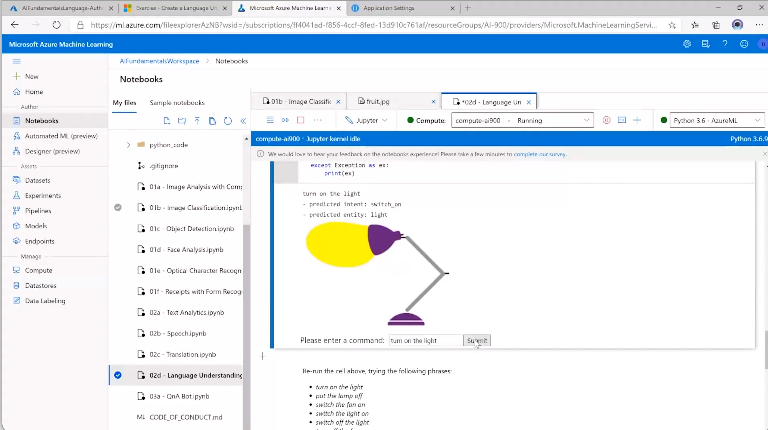 AIFundamentalsLanguage-Auth
Exercise - Create a Language Un
Microsoft Azure Machine Learnin
Application Settings
https://ml.azure.com/fileexplorerAzNB?wsid=/subscriptions/ff4041ad-f856-4ccf-8fed-13d910c761af/resourceGroups/AI-900/providers/Microsoft.MachineLearningServi...
Microsoft Azure Machine Learning
AIFundamentalsWorkspace > Notebooks
Notebooks
New
Home
Author
Notebooks
Automated ML (preview)
Designer (preview)
Assets
Datasets
Experiments
Pipelines
Models
Endpoints
Manage
Compute
Datastores
Data Labeling
My files
Sample notebooks
python_code
.gitignore
01a - Image Analysis with Comp
01b - Image Classification.ipynb
01c - Object Detection.ipynb
01d - Face Analysis.ipynb
01e - Optical Character Recogn
01f - Receipts with Form Recog
02a - Text Analytics.ipynb
02b - Speech.ipynb
02c - Translation.ipynb
02d - Language Understanding
03a - QnA Bot.ipynb
CODE_OF_CONDUCT.md
01b - Image Classifi
fruit.jpg
*02d - Language Un
Jupyter
Compute:
compute-ai900 - Running
Python 3.6 - AzureML
compute-ai900 - Jupyter kernel idle
Python 3.6.9
We would love to hear your feedback on the notebooks experience! Please take a few minutes to complete our survey.
except Exception as ex:
print(ex)
turn on the light
- predicted intent: switch_on
- predicted entity: light
Please enter a command:
turn on the light
Submit
Re-run the cell above, trying the following phrases:
• turn on the light
• put the lamp off
• switch the fan on
• switch the light on
• switch off the light